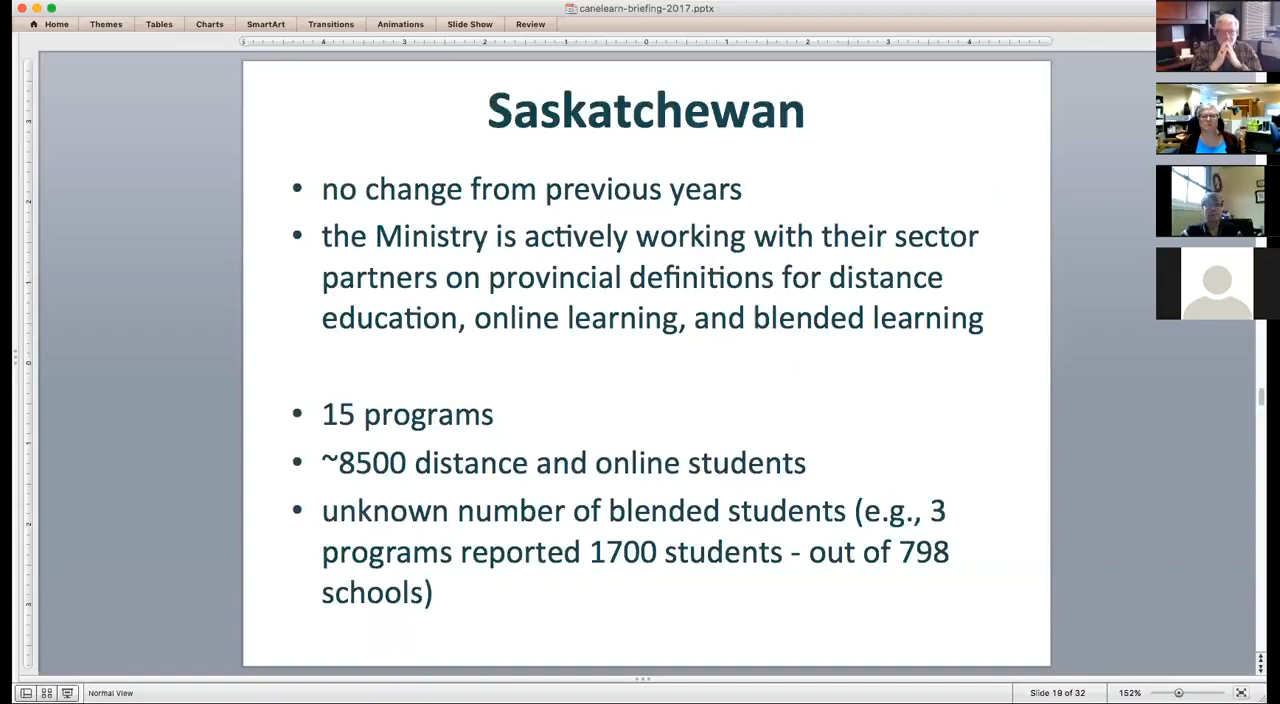 canelearn-briefing-2017.pptx
Home Themes Tables Charts SmartArt Transitions Animations Slide Show Review
Saskatchewan
• no change from previous years
• the Ministry is actively working with their sector
partners on provincial definitions for distance
education, online learning, and blended learning
• 15 programs
• ~8500 distance and online students
• unknown number of blended students (e.g., 3
programs reported 1700 students - out of 798
schools)
Normal View Slide 19 of 32 152%